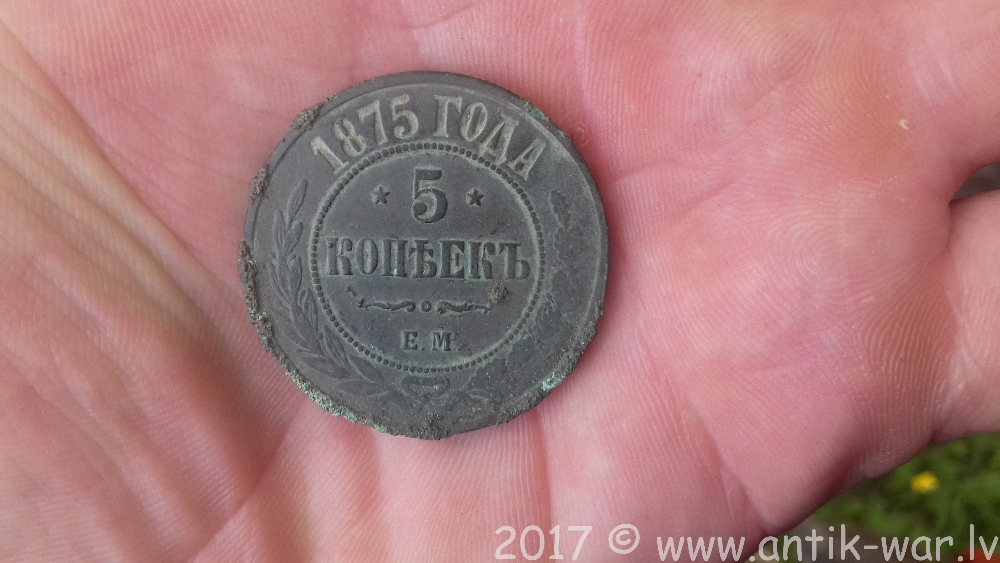 1875 ГОДА
* 5 *
КОПѢЕКЪ
Е.М.
2017 © www.antik-war.lv